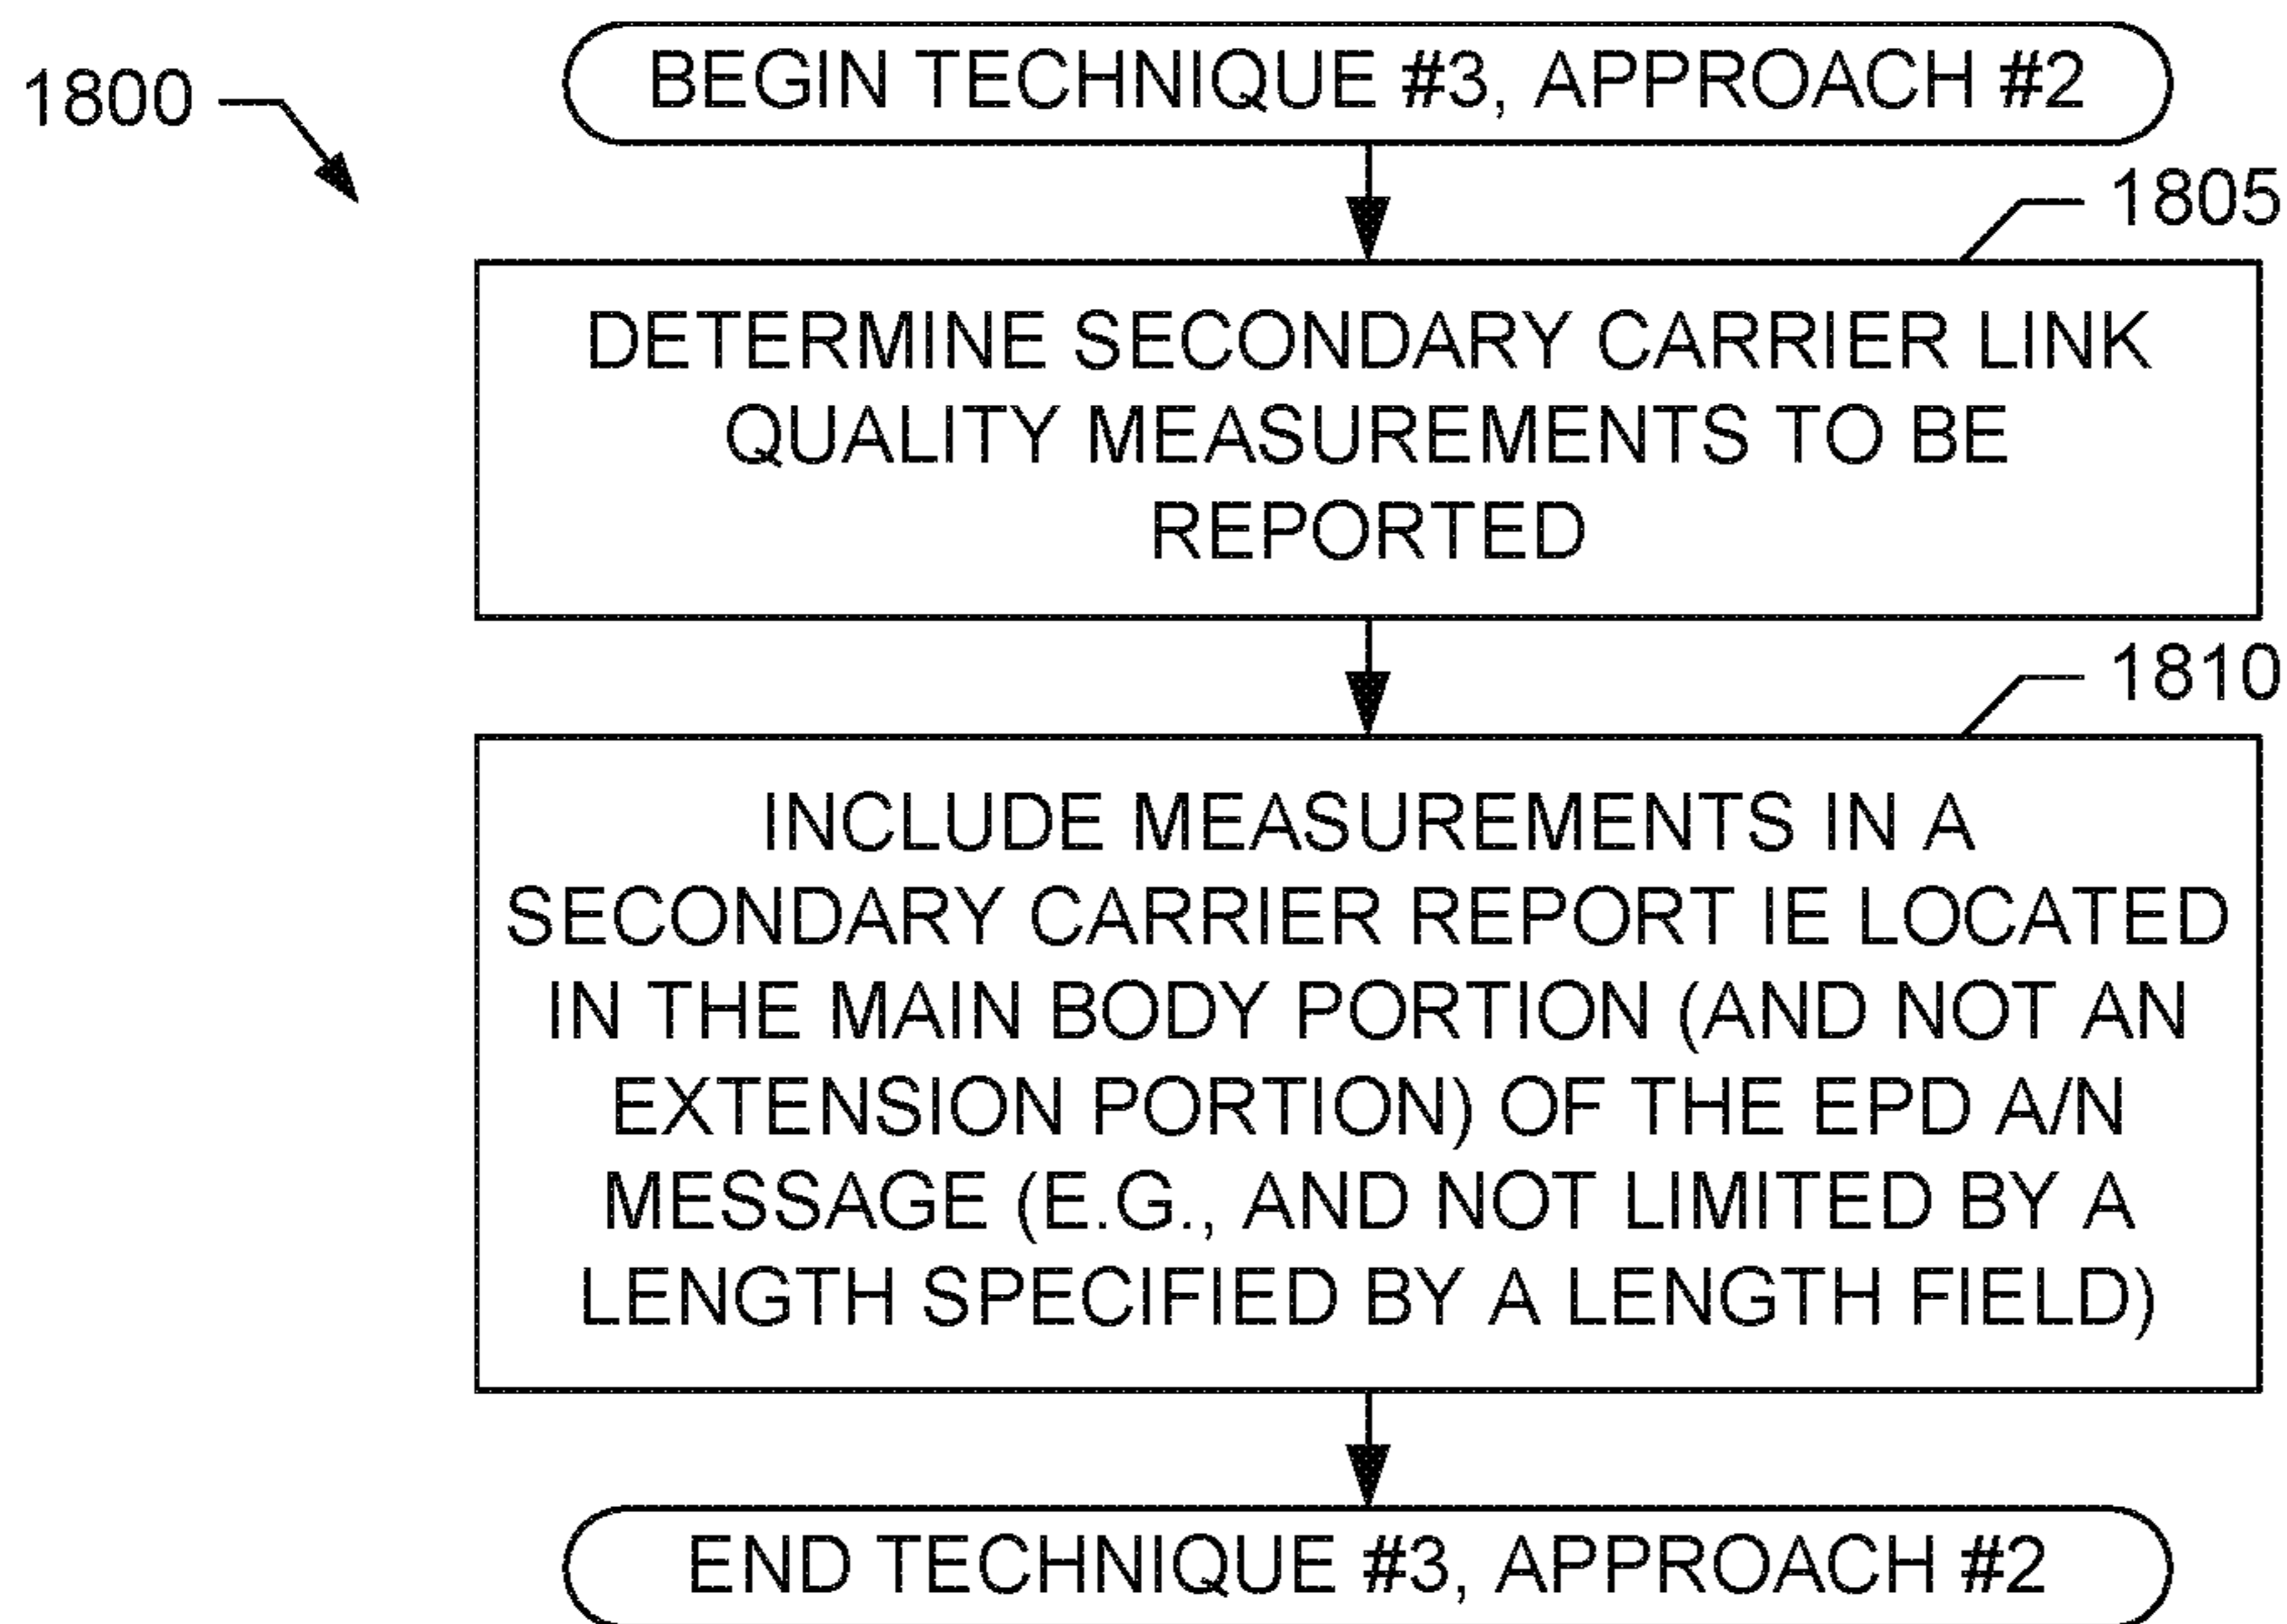 1800
BEGIN TECHNIQUE #3, APPROACH #2
1805
DETERMINE SECONDARY CARRIER LINK
QUALITY MEASUREMENTS TO BE
REPORTED
1810
INCLUDE MEASUREMENTS IN A
SECONDARY CARRIER REPORT IE LOCATED
IN THE MAIN BODY PORTION (AND NOT AN
EXTENSION PORTION) OF THE EPD A/N
MESSAGE (E.G., AND NOT LIMITED BY A
LENGTH SPECIFIED BY A LENGTH FIELD)
END TECHNIQUE #3, APPROACH #2